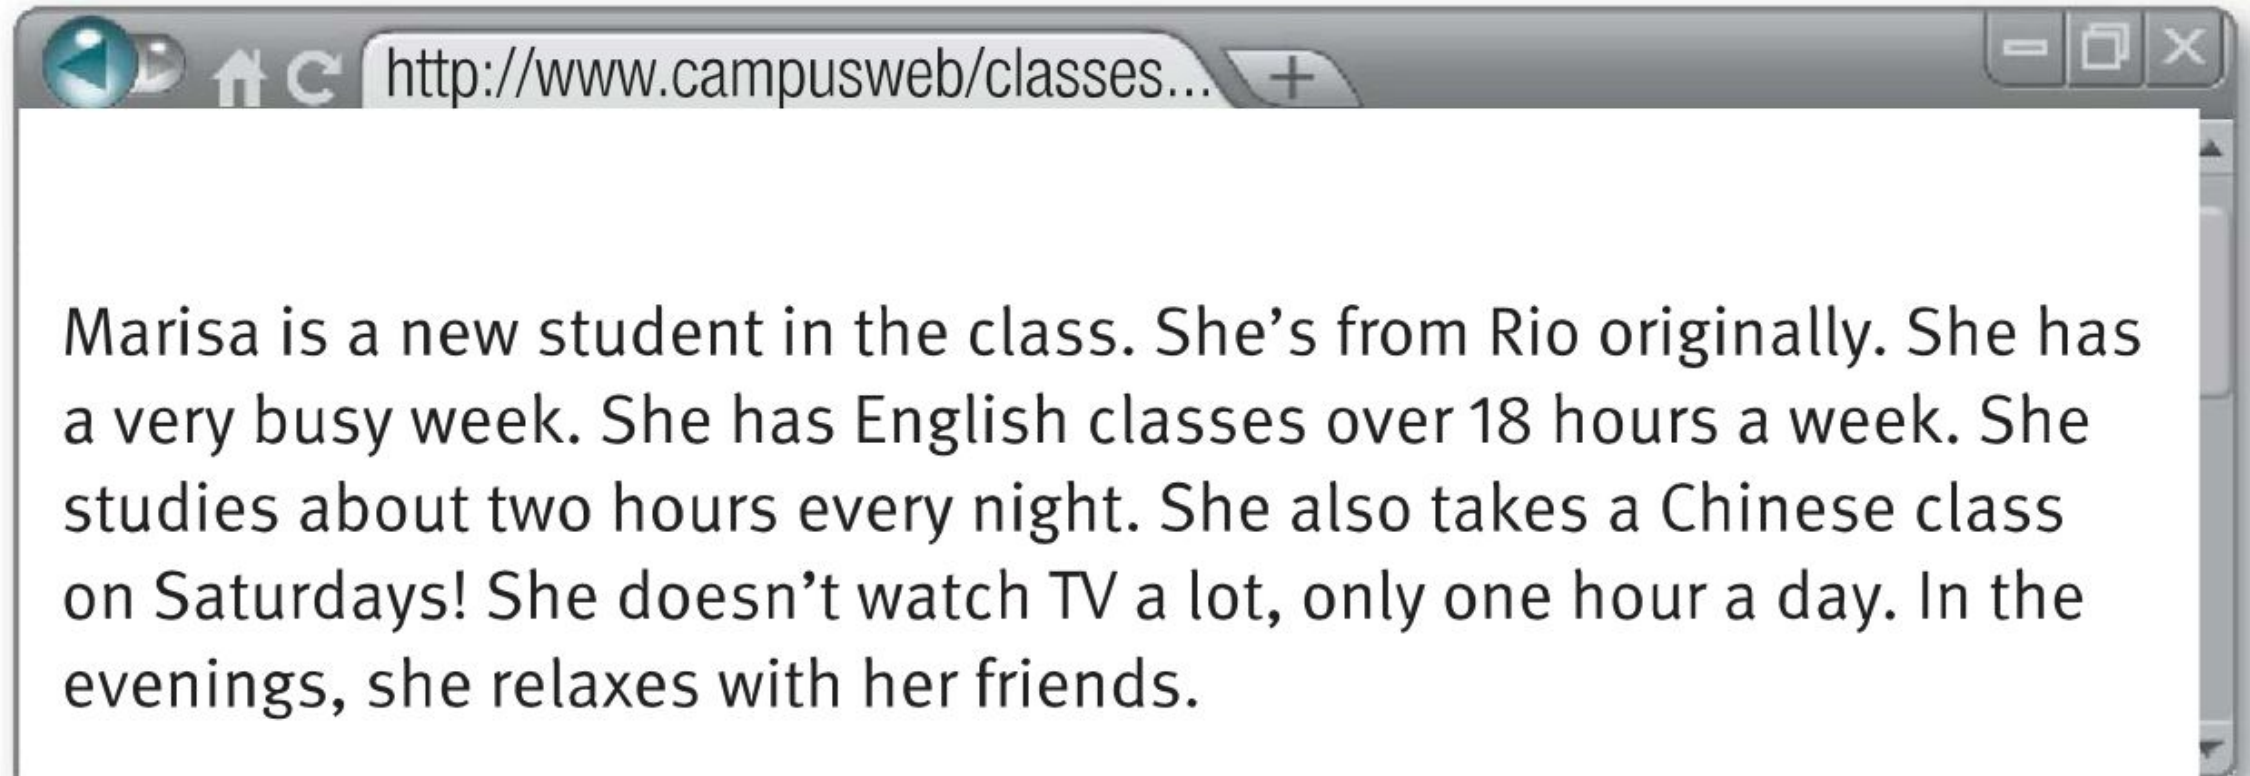 http://www.campusweb/classes...
Marisa is a new student in the class. She’s from Rio originally. She has
a very busy week. She has English classes over 18 hours a week. She
studies about two hours every night. She also takes a Chinese class
on Saturdays! She doesn’t watch TV a lot, only one hour a day. In the
evenings, she relaxes with her friends.